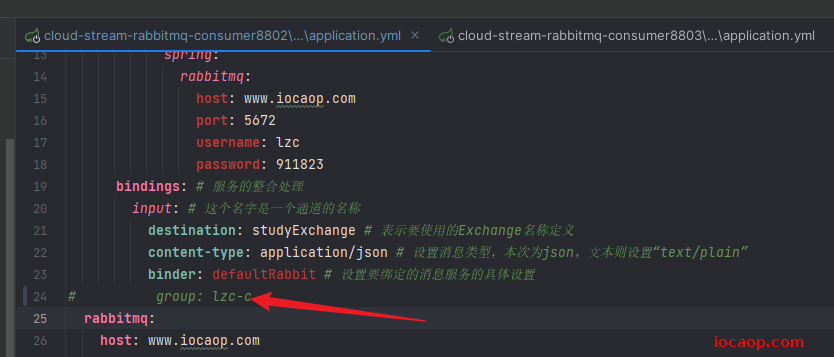 cloud-stream-rabbitmq-consumer8802\...\application.yml × cloud-stream-rabbitmq-consumer8803\...\application.yml
13 spring:
14 rabbitmq:
15 host: www.iocaop.com
16 port: 5672
17 username: lzc
18 password: 911823
19 bindings: # 服务的整合处理
20 input: # 这个名字是一个通道的名称
21 destination: studyExchange # 表示要使用的Exchange名称定义
22 content-type: application/json # 设置消息类型，本次为json，文本则设置“text/plain”
23 binder: defaultRabbit # 设置要绑定的消息服务的具体设置
24 # group: lzc-c
25 rabbitmq:
26 host: www.iocaop.com
iocaop.com